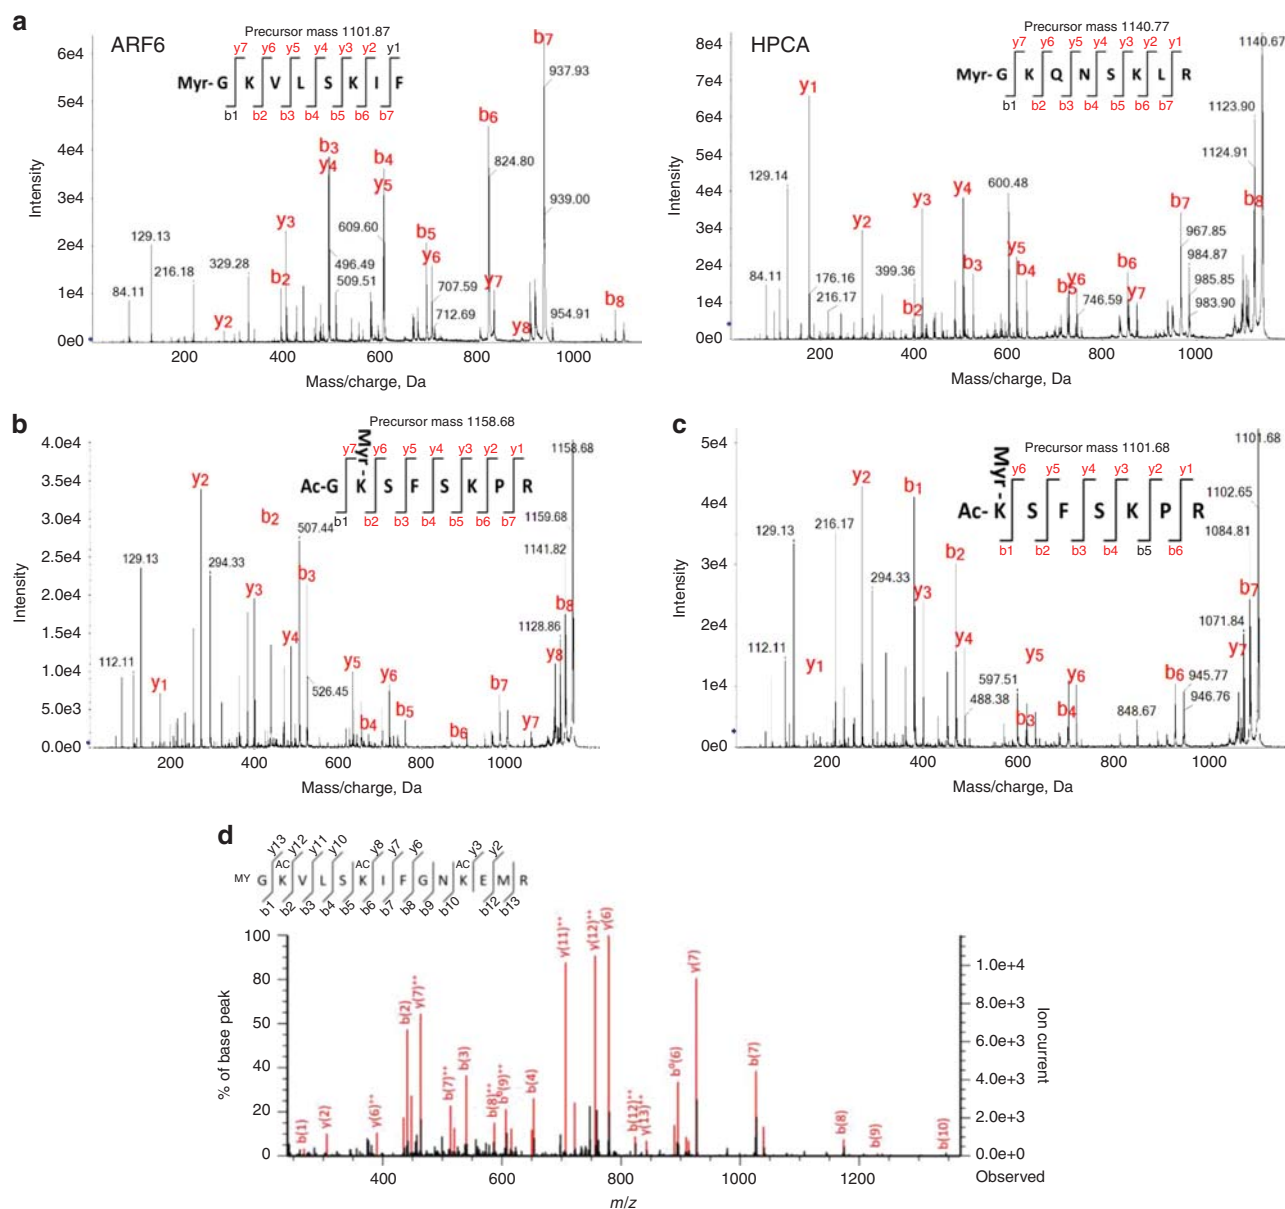 a
ARF6
Precursor mass 1101.87
y7 y6 y5 y4 y3 y2 y1
Myr- G K V L S K I F
b1 b2 b3 b4 b5 b6 b7
6e4
5e4
4e4
3e4
2e4
1e4
0e0
Intensity
84.11
129.13
216.18
y2
329.28
b2
y3
b3
y4
496.49
509.51
b4
y5
609.60
b5
y6
707.59
712.69
b6
824.80
y7
y8
b7
937.93
939.00
954.91
b8
200 400 600 800 1000
Mass/charge, Da
HPCA
Precursor mass 1140.77
y7 y6 y5 y4 y3 y2 y1
Myr- G K Q N S K L R
b1 b2 b3 b4 b5 b6 b7
8e4
7e4
6e4
5e4
4e4
3e4
2e4
1e4
0e0
Intensity
84.11
129.14
y1
176.16
216.17
y2
399.36
b2
y3
y4
b3
600.48
y5
b4
b5
y6
746.59
b6
y7
b7
967.85
984.87
985.85
983.90
1140.67
1123.90
1124.91
b8
200 400 600 800 1000
Mass/charge, Da
b
Precursor mass 1158.68
y7 y6 y5 y4 y3 y2 y1
Myr-
Ac-G K S F S K P R
b1 b2 b3 b4 b5 b6 b7
4.0e4
3.5e4
3.0e4
2.5e4
2.0e4
1.5e4
1.0e4
5.0e3
0.0e0
Intensity
112.11
129.13
y1
y2
294.33
y3
b2
507.44
b3
y4
526.45
y5
b4
y6
b5
b6
b7
y7
1158.68
1159.68
1141.82
b8
1128.86
y8
200 400 600 800 1000
Mass/charge, Da
c
Precursor mass 1101.68
Myr-
y6 y5 y4 y3 y2 y1
Ac- K S F S K P R
b1 b2 b3 b4 b5 b6
5e4
4e4
3e4
2e4
1e4
0e0
Intensity
112.11
129.13
y1
216.17
y2
294.33
b1
y3
b2
y4
488.38
597.51
b3
y5
b4
y6
848.67
b6
945.77
946.76
1101.68
1102.65
1084.81
b7
1071.84
y7
200 400 600 800 1000
Mass/charge, Da
d
y13 y12 y11 y10 y8 y7 y6 y3 y2
AC AC AC
MY G K V L S K I F G N K E M R
b1 b2 b3 b4 b5 b6 b7 b8 b9 b10 b12 b13
100
80
50
40
20
0
% of base peak
b(1)
y(2)
y(6)++
b(2)
y(7)++
b(7)++
b(3)
b(8)++
b°(9)++
b(4)
y(11)++
y(12)++
y(6)
b(12)++
y(13)++
b°(6)
y(7)
b(7)
b(8)
b(9)
b(10)
1.0e+4
8.0e+3
6.0e+3
4.0e+3
2.0e+3
0.0e+0
Ion current
400 600 800 1000 1200 Observed
m/z